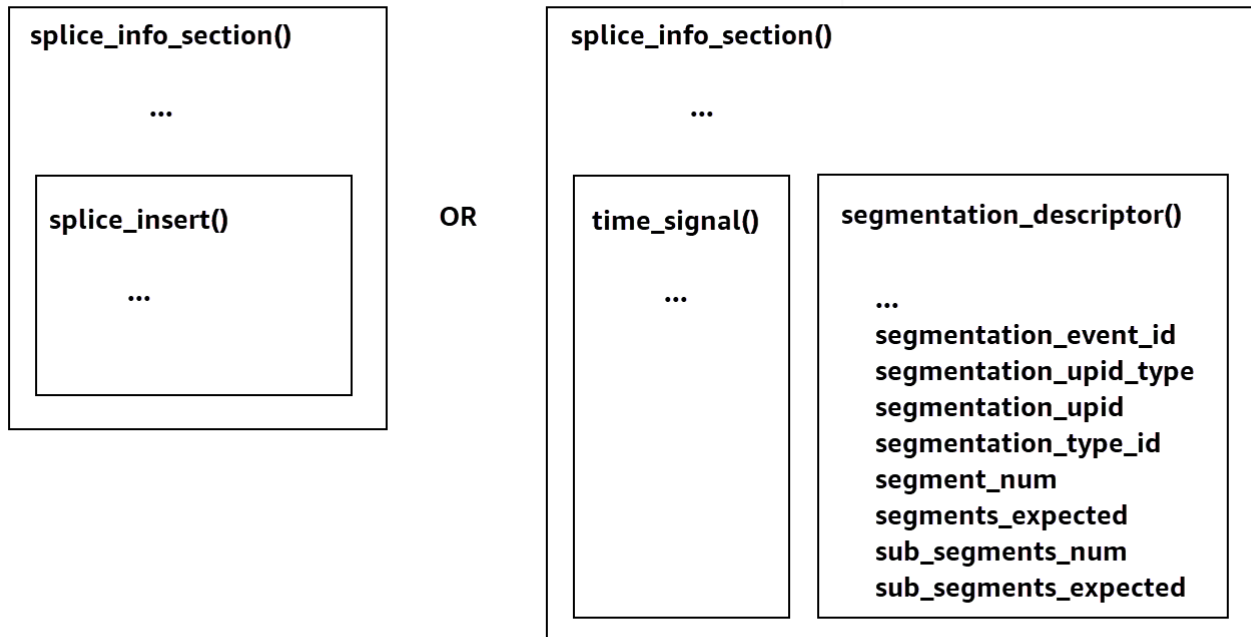 splice_info_section()
...
splice_insert()
...
OR
splice_info_section()
...
time_signal()
...
segmentation_descriptor()
...
segmentation_event_id
segmentation_upid_type
segmentation_upid
segmentation_type_id
segment_num
segments_expected
sub_segments_num
sub_segments_expected